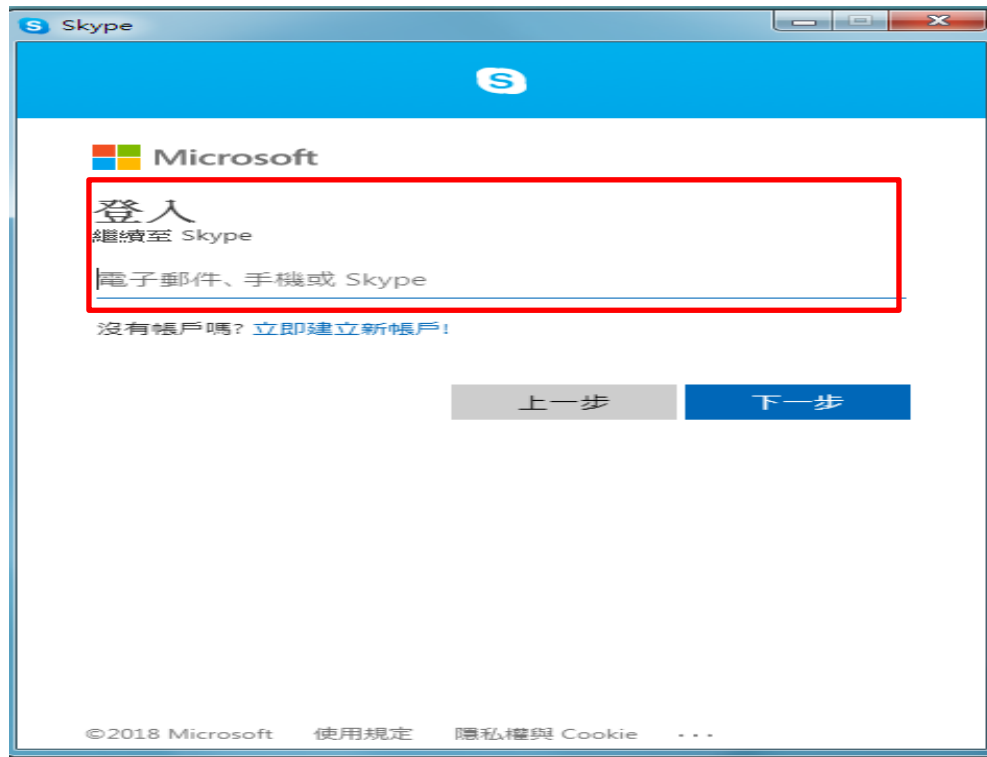 Skype
Microsoft
登入
繼續至 Skype
電子郵件、手機或 Skype
沒有帳戶嗎? 立即建立新帳戶!
上一步 下一步
©2018 Microsoft 使用規定 隱私權與 Cookie ...